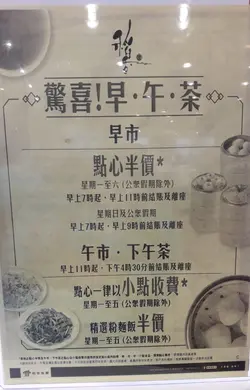 驚喜!早·午·茶
早市
點心半價*
星期一至六 (公眾假期除外)
早上7時起,早上11時前結賬及離座
星期日及公眾假期
早上7時起,早上9時前結賬及離座
午市·下午茶
早上11時起,下午4時30分前結賬及離座
點心一律以小點收費*
星期一至五 (公眾假期除外)
精選粉麵飯半價
星期一至五 (公眾假期除外)